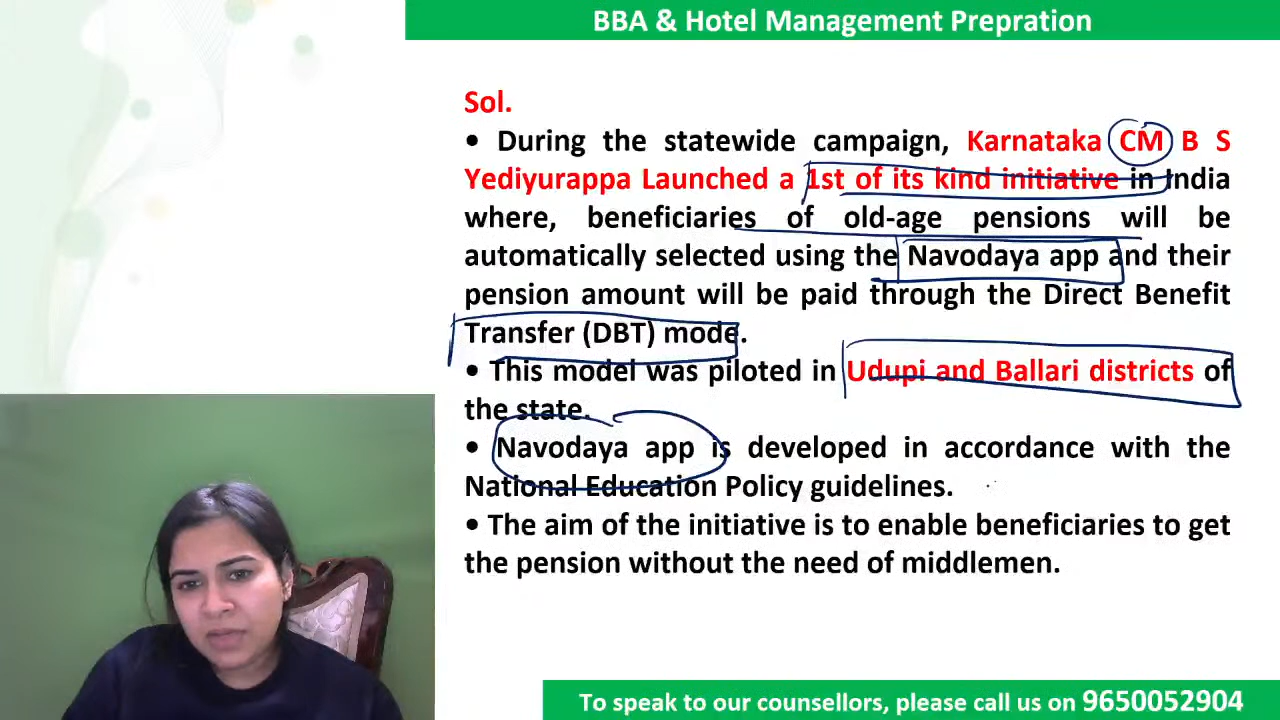 BBA & Hotel Management Prepration
Sol.
• During the statewide campaign, Karnataka CM B S
Yediyurappa Launched a 1st of its kind initiative in India
where, beneficiaries of old-age pensions will be
automatically selected using the Navodaya app and their
pension amount will be paid through the Direct Benefit
Transfer (DBT) mode.
• This model was piloted in Udupi and Ballari districts of
the state.
• Navodaya app is developed in accordance with the
National Education Policy guidelines.
• The aim of the initiative is to enable beneficiaries to get
the pension without the need of middlemen.
To speak to our counsellors, please call us on 9650052904